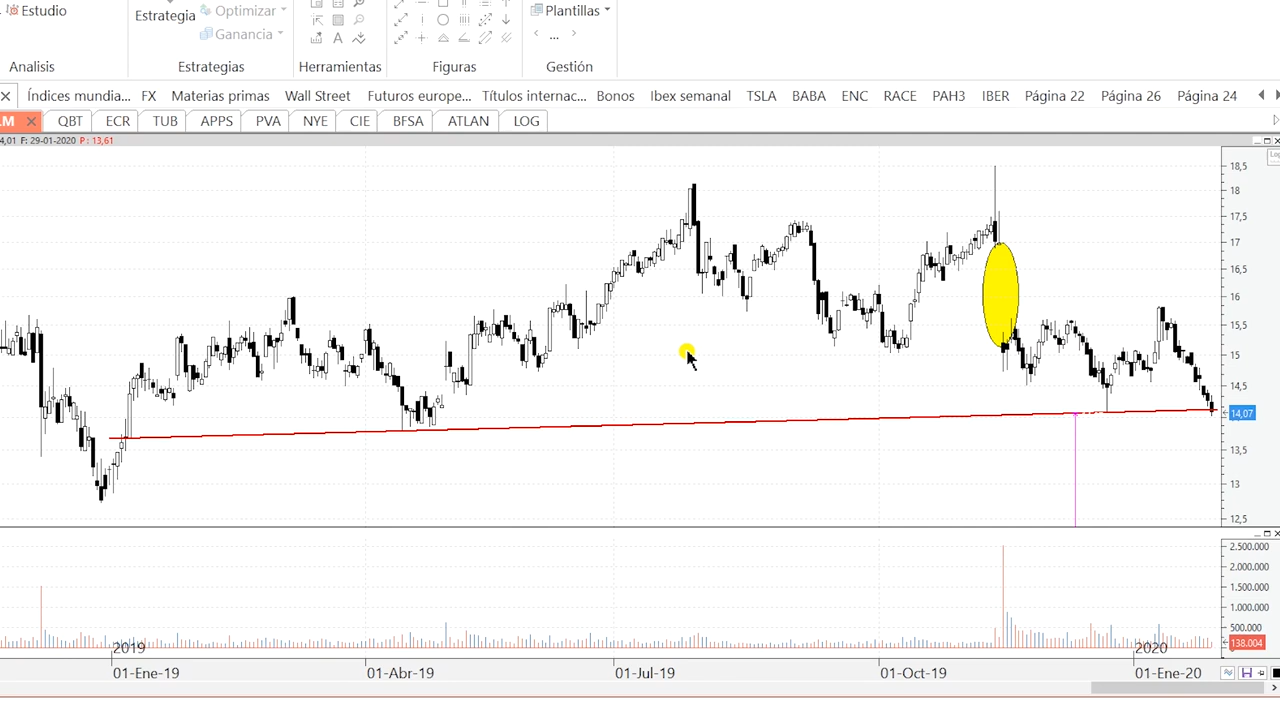 Estudio
Estrategia
Optimizar
Ganancia
Plantillas
...
Analisis
Estrategias
Herramientas
Figuras
Gestión
Índices mundia... FX Materias primas Wall Street Futuros europe... Títulos internac... Bonos Ibex semanal TSLA BABA ENC RACE PAH3 IBER Página 22 Página 26 Página 24
LM QBT ECR TUB APPS PVA NYE CIE BFSA ATLAN LOG
4,01 F: 29-01-2020 P : 13,61
18,5
18
17,5
17
16,5
16
15,5
15
14,5
14,07
13,5
13
12,5
2.500.000
2.000.000
1.500.000
1.000.000
500.000
138.004
2019 2020
01-Ene-19 01-Abr-19 01-Jul-19 01-Oct-19 01-Ene-20